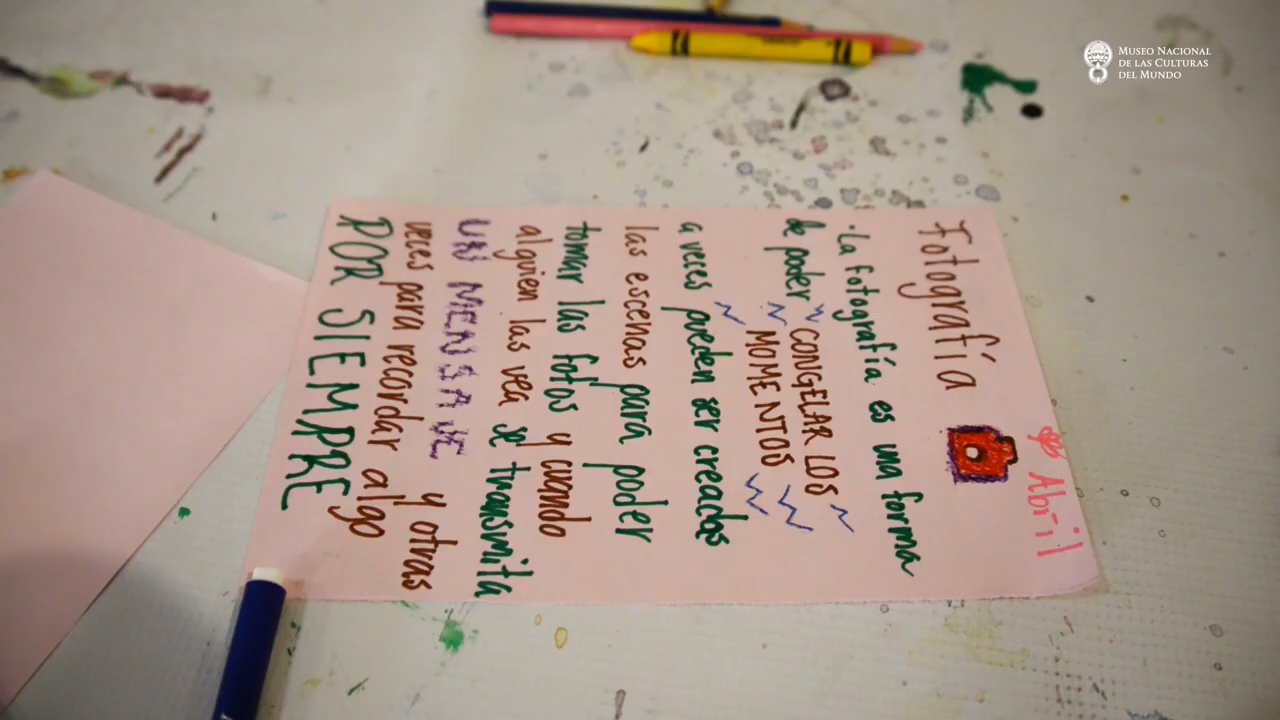 Abril
Fotografía
• La fotografía es una forma
de poder CONGELAR LOS
MOMENTOS
a veces pueden ser creadas
las escenas para poder
tomar las fotos y cuando
alguien las vea se transmita
UN MENSAJE y otras
veces para recordar algo
POR SIEMPRE
MUSEO NACIONAL
DE LAS CULTURAS
DEL MUNDO